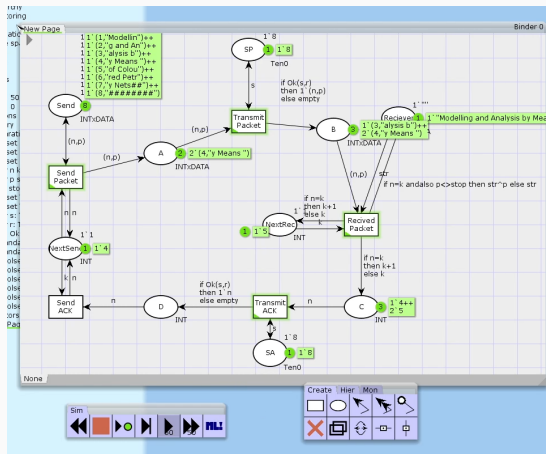 New Page
Binder 0
1 1`(1,"Modellin")++
1 1`(2,"g and An")++
1`(3,"alysis b")++
1`(4,"y Means ")++
1`(5,"of Colou")++
1`(6,"red Petr")++
1`(7,"y Nets##")++
1`(8,"########")
SP
1`8
1
1`8
Ten0
s
if Ok(s,r)
then 1`(n,p)
else empty
Send
8
INTxDATA
Transmit
Packet
(n,p)
(n,p)
(n,p)
A
2
2`(4,"y Means ")
INTxDATA
B
3
1`(3,"alysis b")++
2`(4,"y Means ")
INTxDATA
1`""
1
1`"Modelling and Analysis by Mea
Send
Packet
(n,p)
str
if n=k andalso p<>stop then str^p else str
n
n
if n=k
then k+1
else k
k
NextRec
1
1`5
INT
Recived
Packet
1`1
NextSend
1
1`4
INT
k
n
if n=k
then k+1
else k
if Ok(s,r)
then 1`n
else empty
Send
ACK
n
D
INT
Transmit
ACK
n
C
3
1`4++
2`5
INT
s
1`8
SA
1
1`8
Ten0
None
Create
Hier
Mon
Sim
ML!